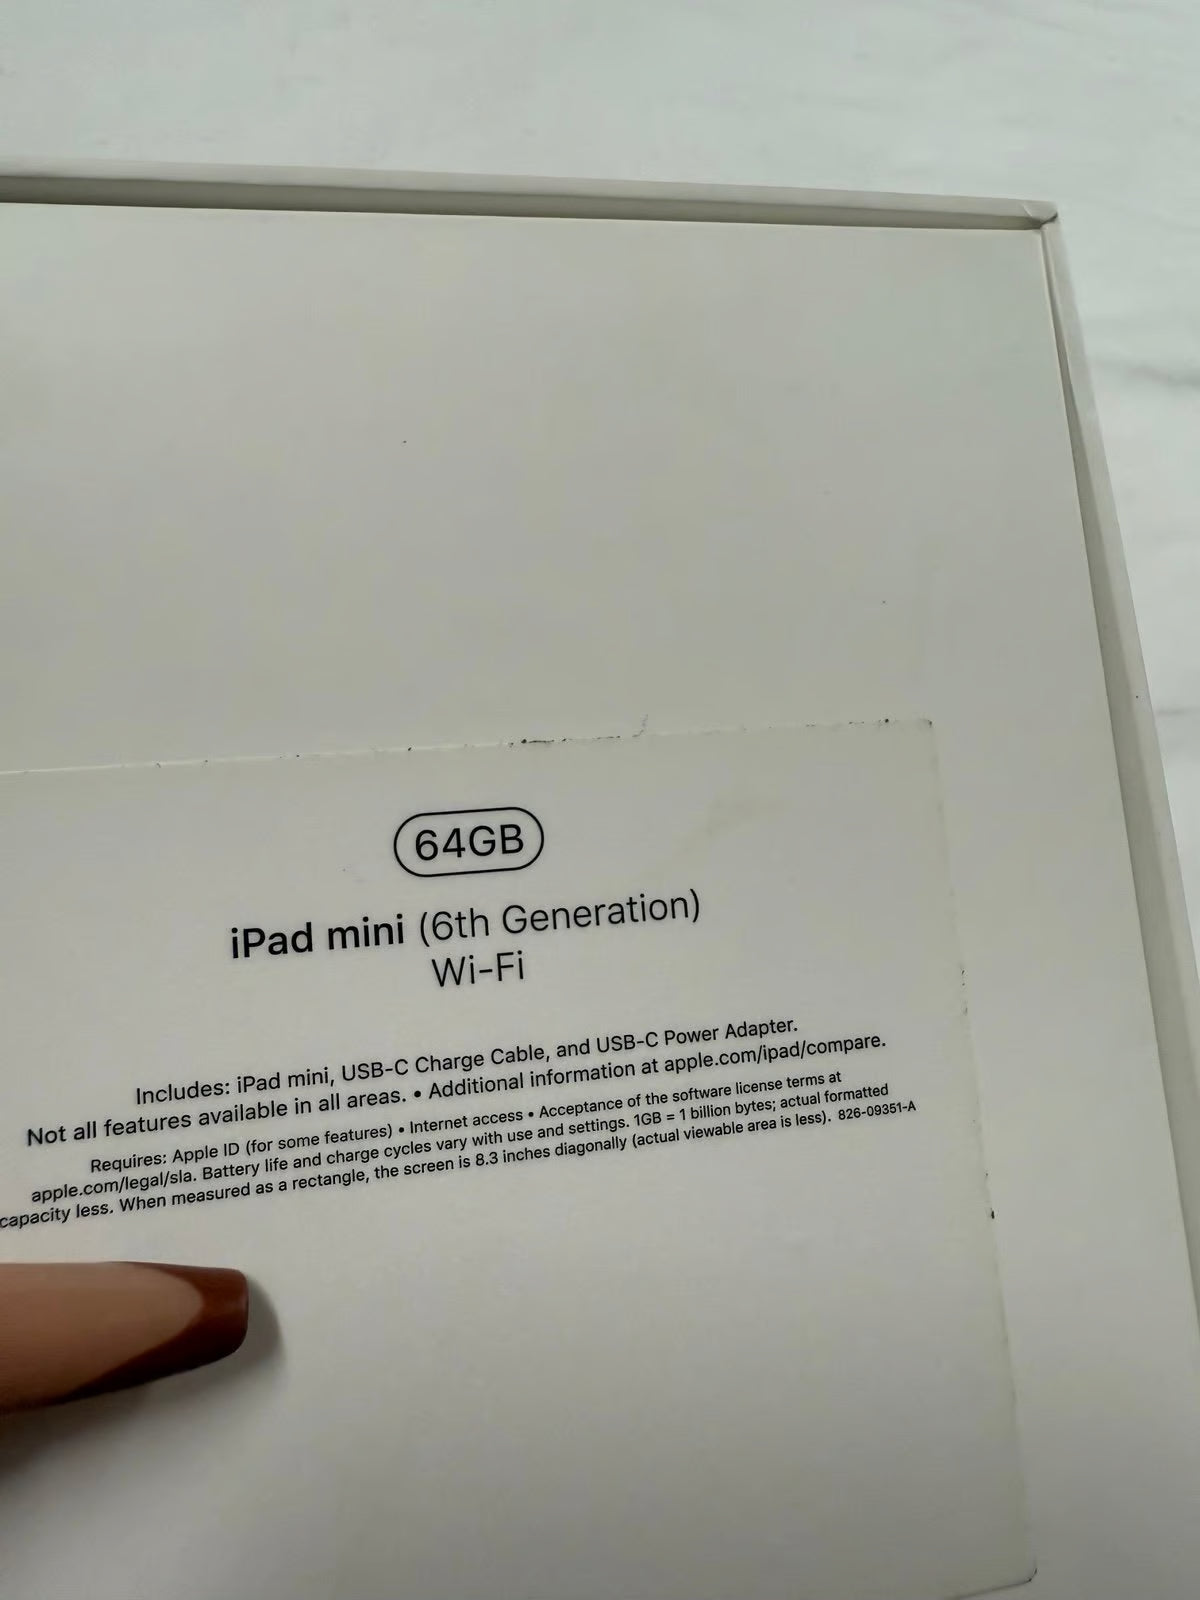 64GB
iPad mini (6th Generation)
Wi-Fi
Includes: iPad mini, USB-C Charge Cable, and USB-C Power Adapter.
Not all features available in all areas. • Additional information at apple.com/ipad/compare.
Requires: Apple ID (for some features) • Internet access • Acceptance of the software license terms at
apple.com/legal/sla. Battery life and charge cycles vary with use and settings. 1GB = 1 billion bytes; actual formatted
capacity less. When measured as a rectangle, the screen is 8.3 inches diagonally (actual viewable area is less). 826-09351-A